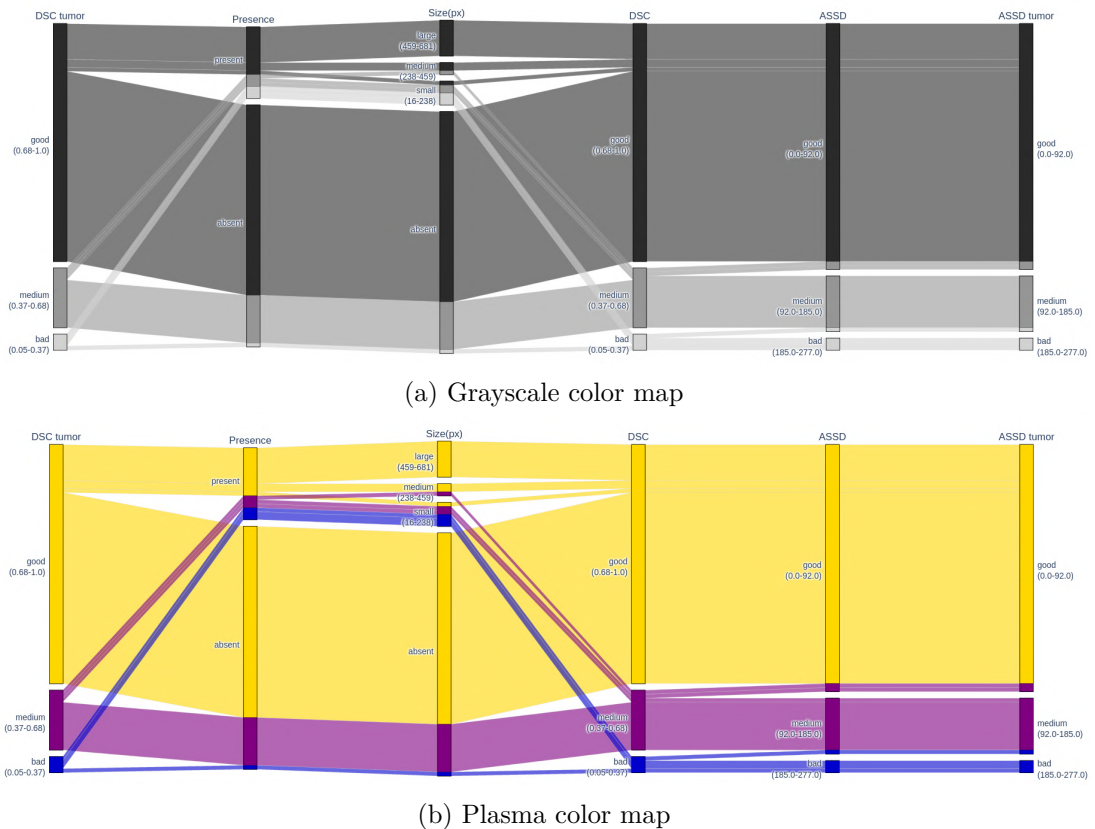 DSC tumor
Presence
Size(px)
DSC
ASSD
ASSD tumor
large
(459-681)
present
medium
(238-459)
small
(16-238)
good
(0.68-1.0)
good
(0.68-1.0)
good
(0.0-92.0)
good
(0.0-92.0)
absent
absent
medium
(0.37-0.68)
medium
(0.37-0.68)
medium
(92.0-185.0)
medium
(92.0-185.0)
bad
(0.05-0.37)
bad
(0.05-0.37)
bad
(185.0-277.0)
bad
(185.0-277.0)
(a) Grayscale color map
DSC tumor
Presence
Size(px)
DSC
ASSD
ASSD tumor
large
(459-681)
present
medium
(238-459)
small
(16-238)
good
(0.68-1.0)
good
(0.68-1.0)
good
(0.0-92.0)
good
(0.0-92.0)
absent
absent
medium
(0.37-0.68)
medium
(0.37-0.68)
medium
(92.0-185.0)
medium
(92.0-185.0)
bad
(0.05-0.37)
bad
(0.05-0.37)
bad
(185.0-277.0)
bad
(185.0-277.0)
(b) Plasma color map